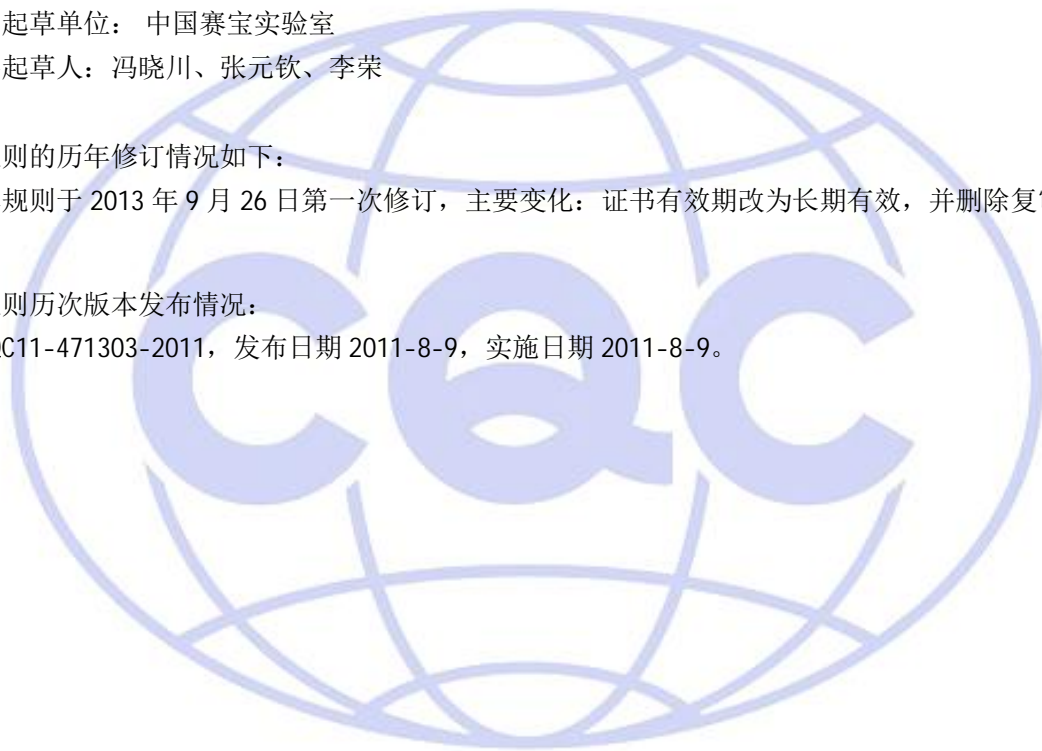 起草单位： 中国赛宝实验室
起草人：冯晓川、张元钦、李荣
则的历年修订情况如下：
规则于 2013 年 9 月 26 日第一次修订，主要变化：证书有效期改为长期有效，并删除复
则历次版本发布情况：
C11-471303-2011，发布日期 2011-8-9，实施日期 2011-8-9。
CQC